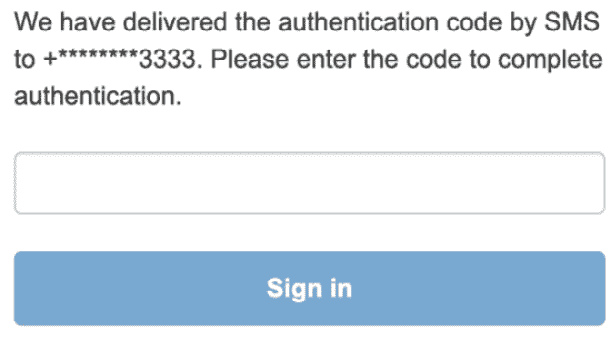 We have delivered the authentication code by SMS
to +********3333. Please enter the code to complete
authentication.
Sign in